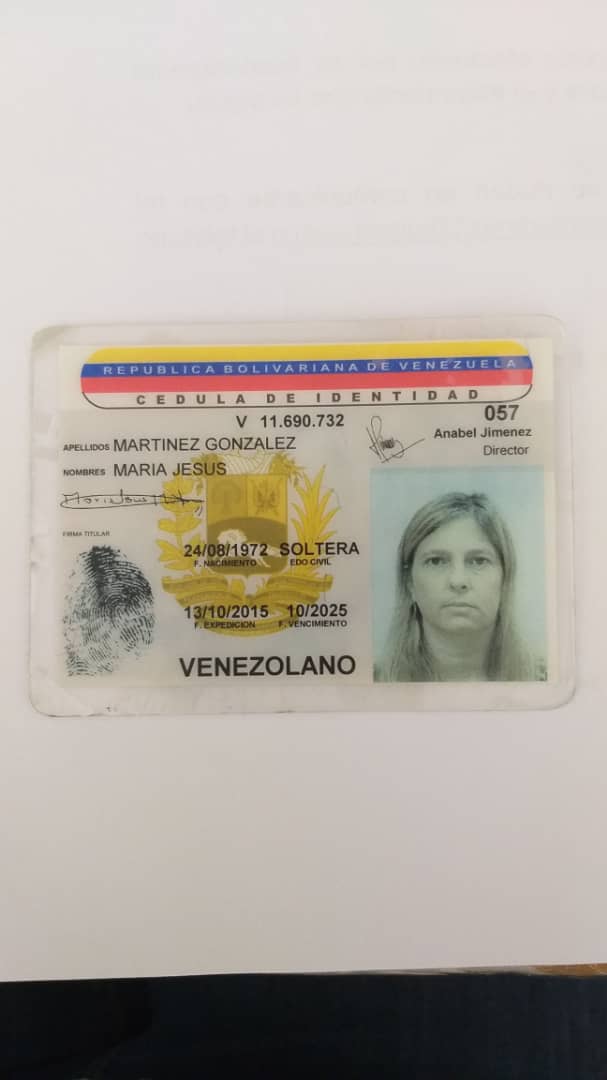 REPUBLICA BOLIVARIANA DE VENEZUELA
CEDULA DE IDENTIDAD
V 11.690.732
057
Anabel Jimenez
Director
APELLIDOS MARTINEZ GONZALEZ
NOMBRES MARIA JESUS
FIRMA TITULAR
24/08/1972 SOLTERA
F. NACIMIENTO EDO CIVIL
13/10/2015 10/2025
F. EXPEDICION F. VENCIMIENTO
VENEZOLANO